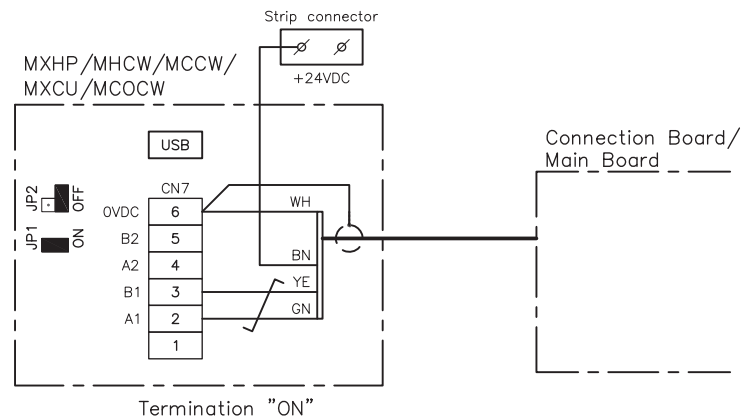 Strip connector
+24VDC
MXHP/MHCW/MCCW/
MXCU/MCOCW
USB
Connection Board/
Main Board
JP2
OFF
JP1
ON
CN7
0VDC 6 WH
B2 5
A2 4 BN
B1 3 YE
A1 2 GN
1
Termination "ON"